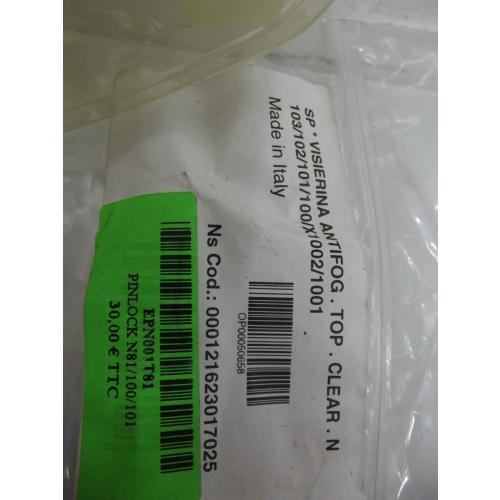 SP * VISIERINA ANTIFOG . TOP . CLEAR . N
103/102/101/100/X1002/1001
Made in Italy
OP00050658
Ns Cod.: 000121623017025
EPN001T81
PINLOCK N81/100/101
30,00 € TTC